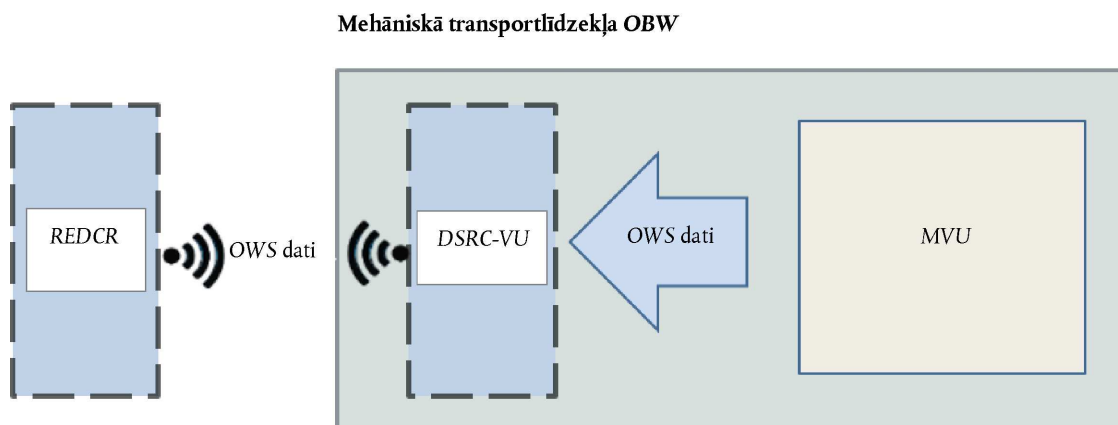 Mehāniskā transportlīdzekļa OBW
REDCR
OWS dati
DSRC-VU
OWS dati
MVU